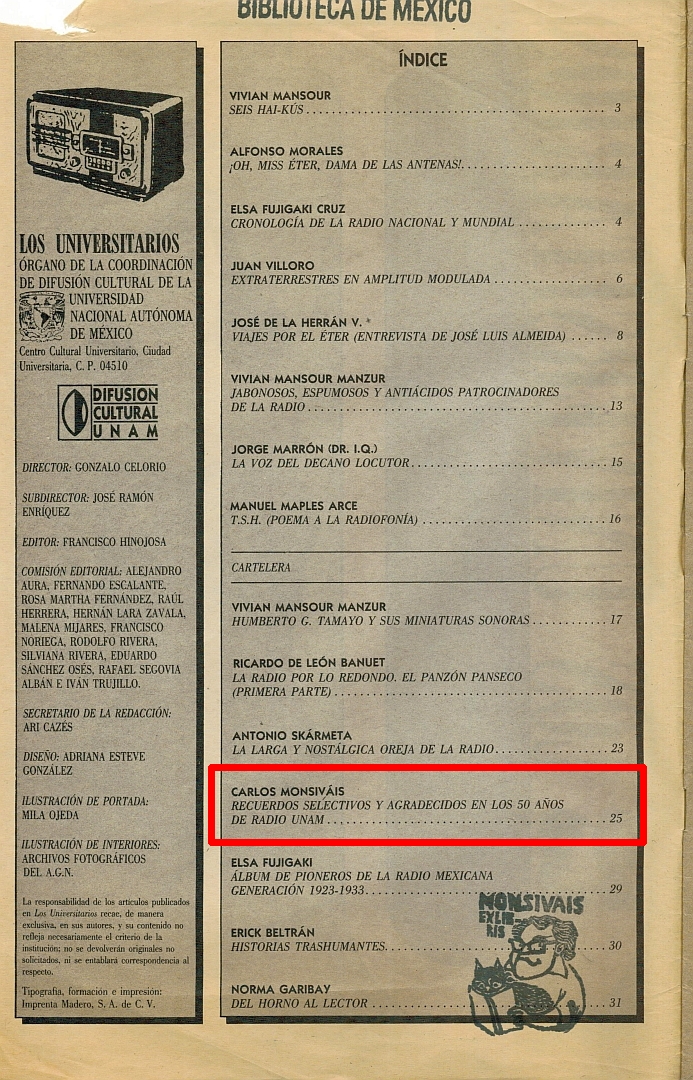 BIBLIOTECA DE MEXICO
LOS UNIVERSITARIOS
ÓRGANO DE LA COORDINACIÓN
DE DIFUSIÓN CULTURAL DE LA
UNIVERSIDAD
NACIONAL AUTÓNOMA
DE MÉXICO
Centro Cultural Universitario, Ciudad
Universitaria, C. P. 04510
DIFUSION
CULTURAL
UNAM
DIRECTOR: GONZALO CELORIO
SUBDIRECTOR: JOSÉ RAMÓN
ENRÍQUEZ
EDITOR: FRANCISCO HINOJOSA
COMISIÓN EDITORIAL: ALEJANDRO
AURA, FERNANDO ESCALANTE,
ROSA MARTHA FERNÁNDEZ, RAÚL
HERRERA, HERNÁN LARA ZAVALA,
MALENA MIJARES, FRANCISCO
NORIEGA, RODOLFO RIVERA,
SILVIANA RIVERA, EDUARDO
SÁNCHEZ OSÉS, RAFAEL SEGOVIA
ALBÁN E IVÁN TRUJILLO.
SECRETARIO DE LA REDACCIÓN:
ARI CAZÉS
DISEÑO: ADRIANA ESTEVE
GONZÁLEZ
ILUSTRACIÓN DE PORTADA:
MILA OJEDA
ILUSTRACIÓN DE INTERIORES:
ARCHIVOS FOTOGRÁFICOS
DEL A.G.N.
La responsabilidad de los artículos publicados
en Los Universitarios recae, de manera
exclusiva, en sus autores, y su contenido no
refleja necesariamente el criterio de la
institución; no se devolverán originales no
solicitados, ni se entablará correspondencia al
respecto.
Tipografía, formación e impresión:
Imprenta Madero, S. A. de C. V.
ÍNDICE
VIVIAN MANSOUR
SEIS HAI-KÚS 3
ALFONSO MORALES
¡OH, MISS ÉTER, DAMA DE LAS ANTENAS! 4
ELSA FUJIGAKI CRUZ
CRONOLOGÍA DE LA RADIO NACIONAL Y MUNDIAL 4
JUAN VILLORO
EXTRATERRESTRES EN AMPLITUD MODULADA 6
JOSÉ DE LA HERRÁN V. *
VIAJES POR EL ÉTER (ENTREVISTA DE JOSÉ LUIS ALMEIDA) 8
VIVIAN MANSOUR MANZUR
JABONOSOS, ESPUMOSOS Y ANTIÁCIDOS PATROCINADORES
DE LA RADIO 13
JORGE MARRÓN (DR. I.Q.)
LA VOZ DEL DECANO LOCUTOR 15
MANUEL MAPLES ARCE
T.S.H. (POEMA A LA RADIOFONÍA) 16
CARTELERA
VIVIAN MANSOUR MANZUR
HUMBERTO G. TAMAYO Y SUS MINIATURAS SONORAS 17
RICARDO DE LEÓN BANUET
LA RADIO POR LO REDONDO. EL PANZÓN PANSECO
(PRIMERA PARTE) 18
ANTONIO SKÁRMETA
LA LARGA Y NOSTÁLGICA OREJA DE LA RADIO 23
CARLOS MONSIVÁIS
RECUERDOS SELECTIVOS Y AGRADECIDOS EN LOS 50 AÑOS
DE RADIO UNAM 25
ELSA FUJIGAKI
ÁLBUM DE PIONEROS DE LA RADIO MEXICANA
GENERACIÓN 1923-1933 29
ERICK BELTRÁN
HISTORIAS TRASHUMANTES 30
NORMA GARIBAY
DEL HORNO AL LECTOR 31
MONSIVAIS
EXLIB
RIS